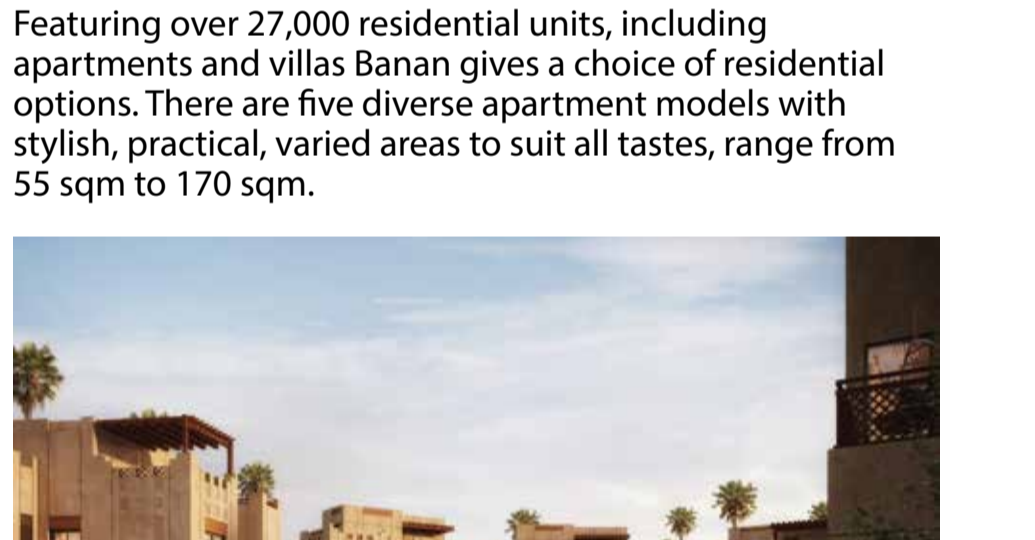 Featuring over 27,000 residential units, including
apartments and villas Banan gives a choice of residential
options. There are five diverse apartment models with
stylish, practical, varied areas to suit all tastes, range from
55 sqm to 170 sqm.